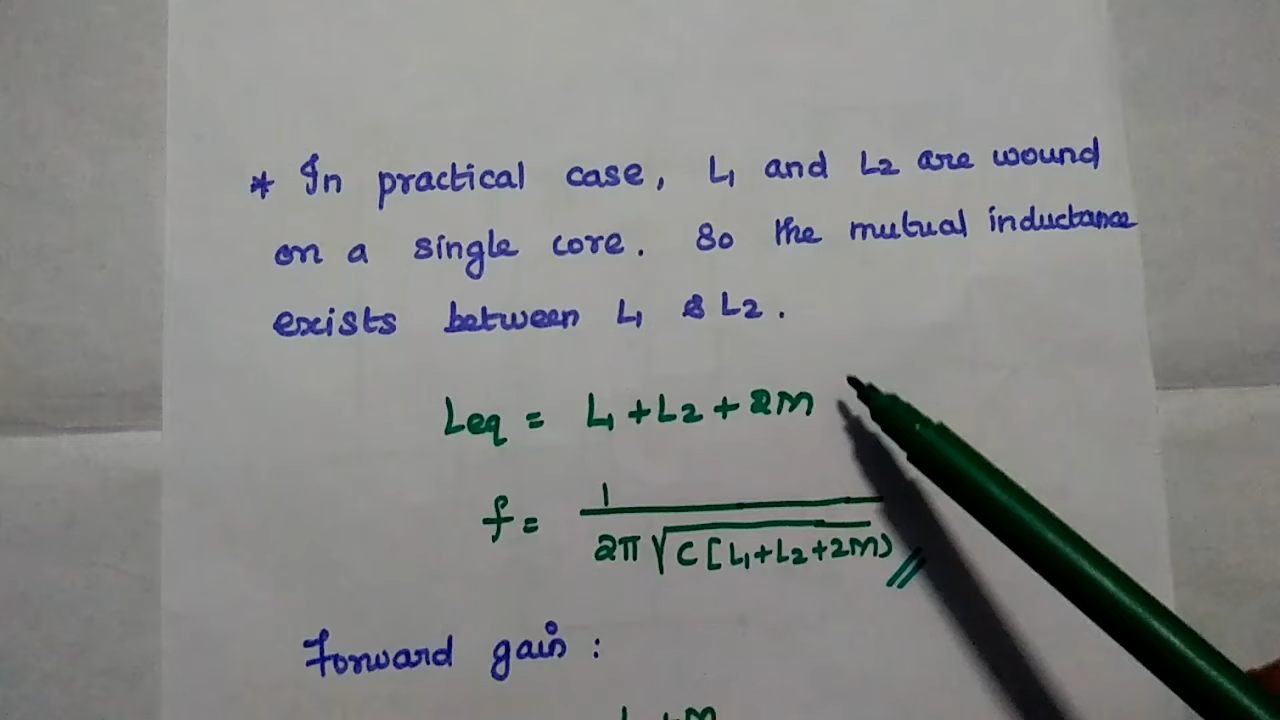 * In practical case, L1 and L2 are wound
on a single core. So the mutual inductance
exists between L1 & L2.
Leq = L1 + L2 + 2M
f = 1 / 2π √C [L1+L2+2M)
Forward gain :
L + M